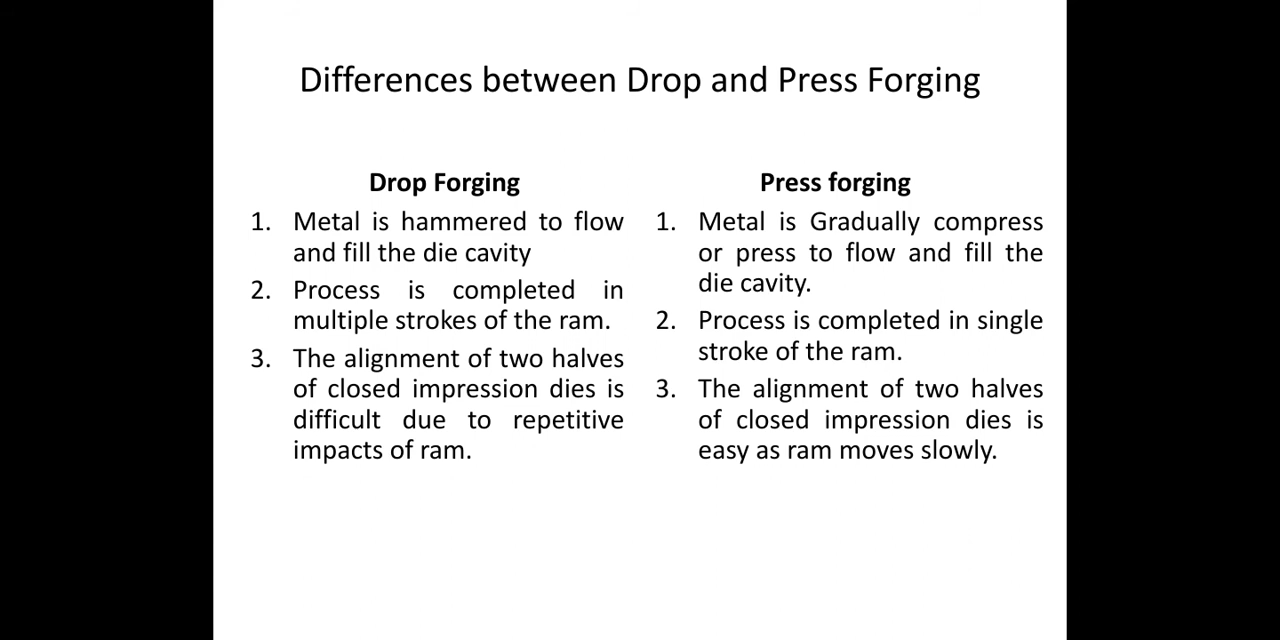 Differences between Drop and Press Forging
Drop Forging
1. Metal is hammered to flow
and fill the die cavity
2. Process is completed in
multiple strokes of the ram.
3. The alignment of two halves
of closed impression dies is
difficult due to repetitive
impacts of ram.
Press forging
1. Metal is Gradually compress
or press to flow and fill the
die cavity.
2. Process is completed in single
stroke of the ram.
3. The alignment of two halves
of closed impression dies is
easy as ram moves slowly.